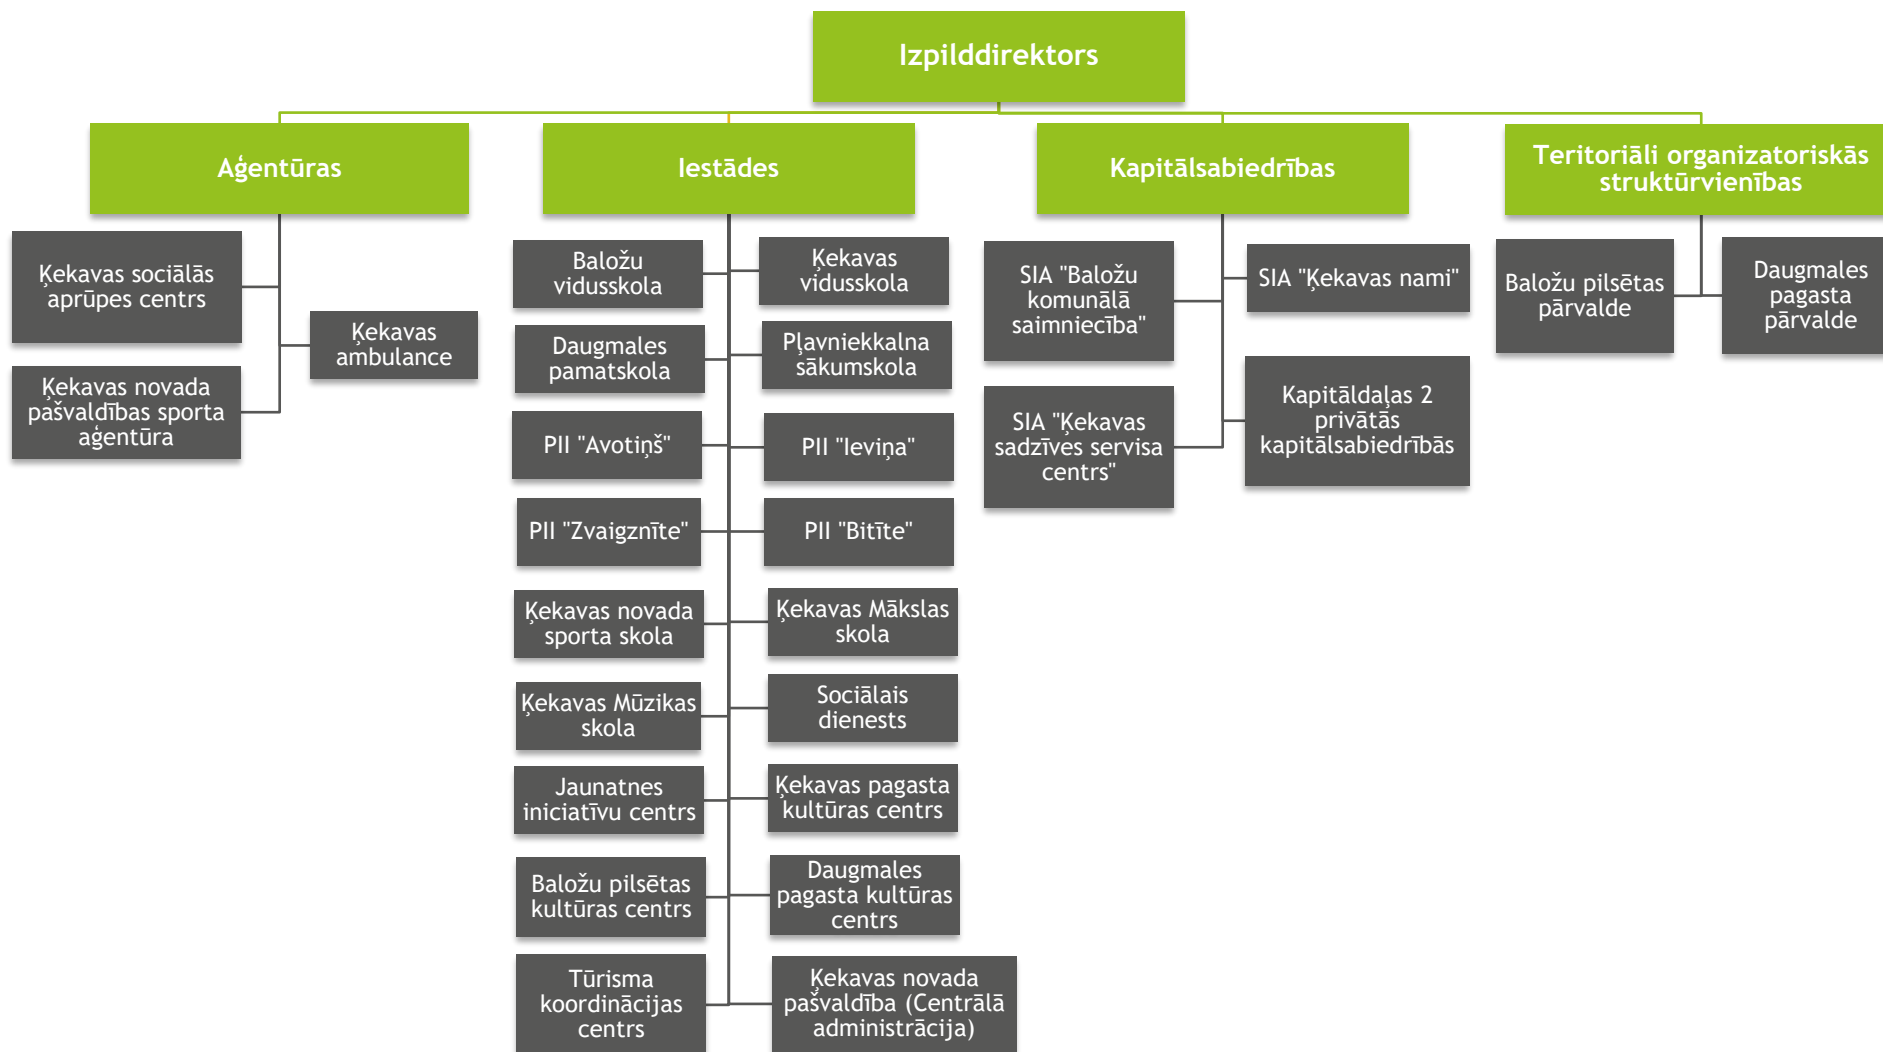 Izpilddirektors
Aģentūras
Iestādes
Kapitālsabiedrības
Teritoriāli organizatoriskās
struktūrvienības
Ķekavas sociālās
aprūpes centrs
Ķekavas
ambulance
Ķekavas novada
pašvaldības sporta
aģentūra
Baložu
vidusskola
Ķekavas
vidusskola
Daugmales
pamatskola
Pļavniekkalna
sākumskola
PII "Avotiņš"
PII "Ieviņa"
PII "Zvaigznīte"
PII "Bitīte"
Ķekavas novada
sporta skola
Ķekavas Mākslas
skola
Ķekavas Mūzikas
skola
Sociālais
dienests
Jaunatnes
iniciatīvu centrs
Ķekavas pagasta
kultūras centrs
Baložu pilsētas
kultūras centrs
Daugmales
pagasta kultūras
centrs
Tūrisma
koordinācijas
centrs
Ķekavas novada
pašvaldība (Centrālā
administrācija)
SIA "Baložu
komunālā
saimniecība"
SIA "Ķekavas nami"
SIA "Ķekavas
sadzīves servisa
centrs"
Kapitāldaļas 2
privātās
kapitālsabiedrībās
Baložu pilsētas
pārvalde
Daugmales
pagasta
pārvalde